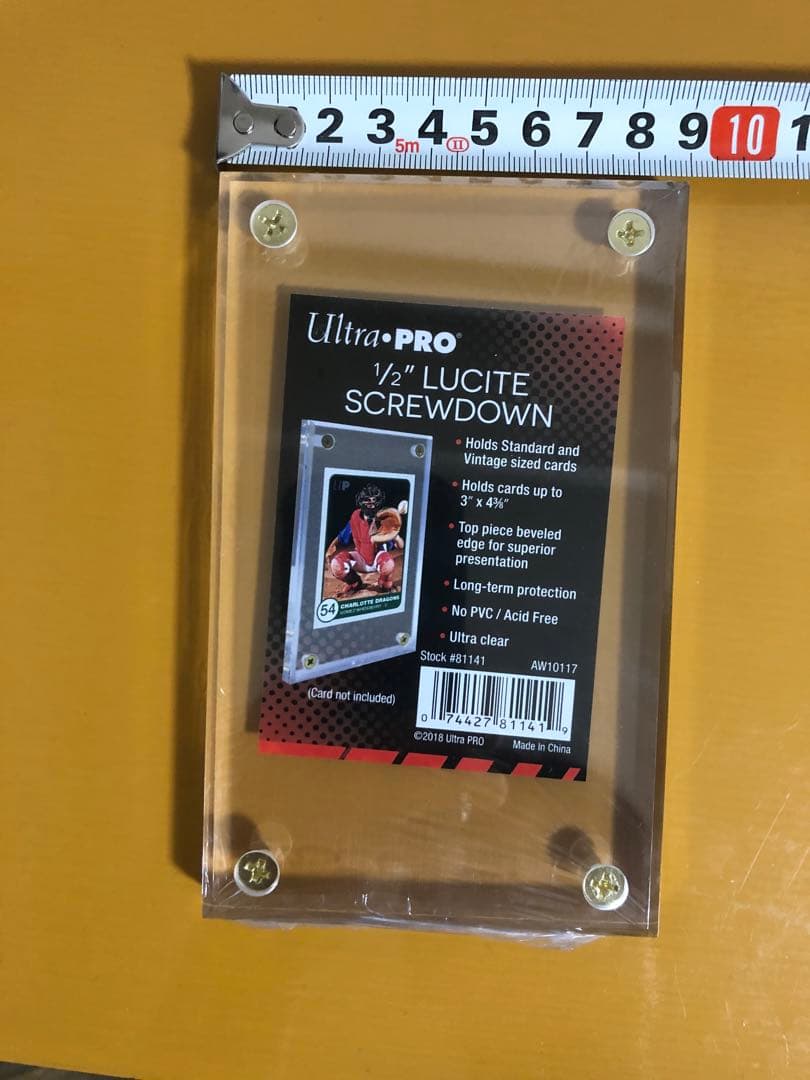 2 3 4 5 6 7 8 9 10 1
5m II
Ultra•PRO®
1/2" LUCITE
SCREWDOWN
• Holds Standard and
Vintage sized cards
• Holds cards up to
3" x 4⅜"
• Top piece beveled
edge for superior
presentation
• Long-term protection
• No PVC / Acid Free
• Ultra clear
UP
54 CHARLOTTE DRAGONS
(Card not included)
Stock #81141 AW10117
0 74427 81141 9
©2018 Ultra PRO Made in China